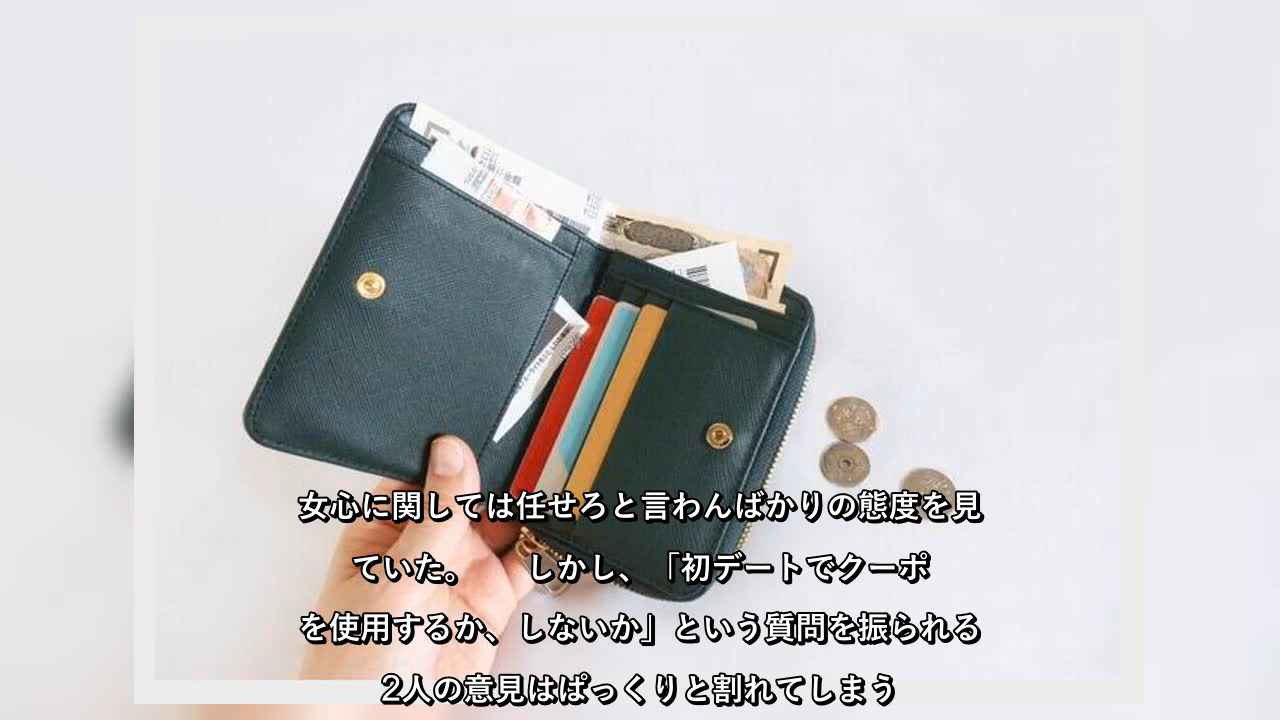 女心に関しては任せろと言わんばかりの態度を見
ていた。　　しかし、「初デートでクーポ
を使用するか、しないか」という質問を振られる
2人の意見はぱっくりと割れてしまう